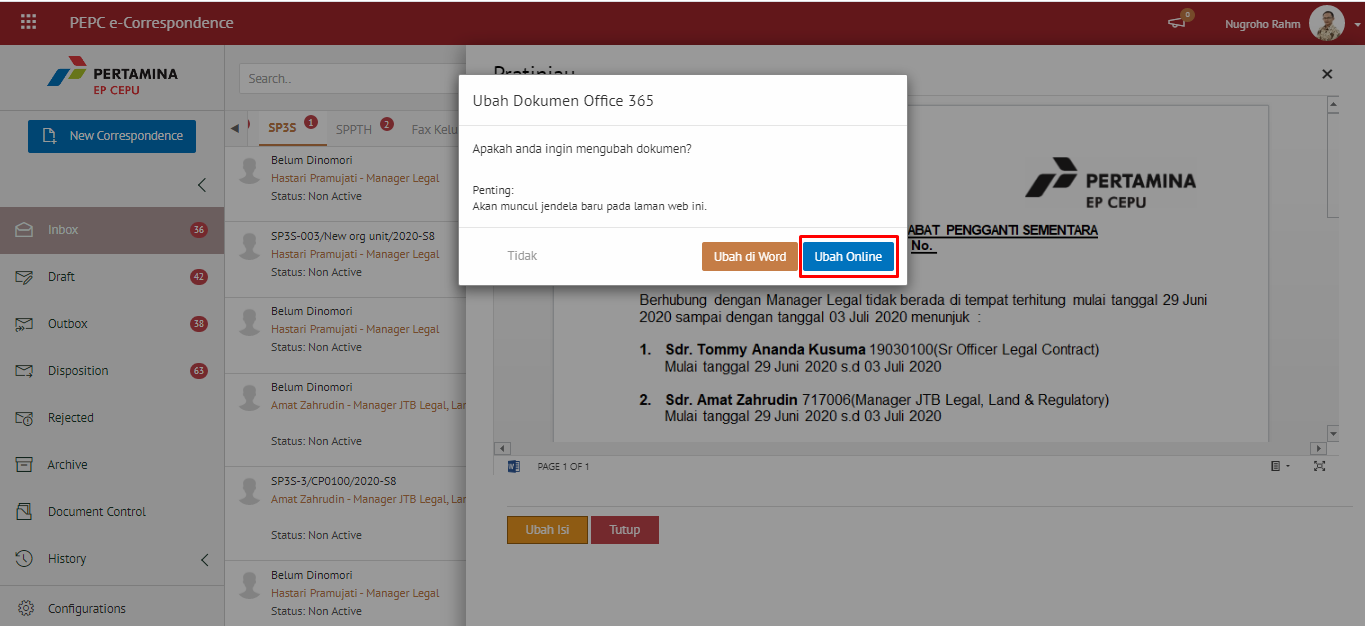 PEPC e-Correspondence
0
Nugroho Rahm
PERTAMINA
EP CEPU
New Correspondence
Inbox
36
Draft
42
Outbox
38
Disposition
63
Rejected
Archive
Document Control
History
Configurations
Search..
SP3S
1
SPPTH
2
Fax Kelu
Belum Dinomori
Hastari Pramujati - Manager Legal
Status: Non Active
SP3S-003/New org unit/2020-S8
Hastari Pramujati - Manager Legal
Status: Non Active
Belum Dinomori
Hastari Pramujati - Manager Legal
Status: Non Active
Belum Dinomori
Amat Zahrudin - Manager JTB Legal, Lan
Status: Non Active
SP3S-3/CP0100/2020-S8
Amat Zahrudin - Manager JTB Legal, Lan
Status: Non Active
Belum Dinomori
Hastari Pramujati - Manager Legal
Status: Non Active
Pratinjau
Ubah Dokumen Office 365
Apakah anda ingin mengubah dokumen?
Penting:
Akan muncul jendela baru pada laman web ini.
Tidak
Ubah di Word
Ubah Online
PERTAMINA
EP CEPU
ABAT PENGGANTI SEMENTARA
No.
Berhubung dengan Manager Legal tidak berada di tempat terhitung mulai tanggal 29 Juni
2020 sampai dengan tanggal 03 Juli 2020 menunjuk :
1. Sdr. Tommy Ananda Kusuma 19030100(Sr Officer Legal Contract)
Mulai tanggal 29 Juni 2020 s.d 03 Juli 2020
2. Sdr. Amat Zahrudin 717006(Manager JTB Legal, Land & Regulatory)
Mulai tanggal 29 Juni 2020 s.d 03 Juli 2020
PAGE 1 OF 1
Ubah Isi
Tutup